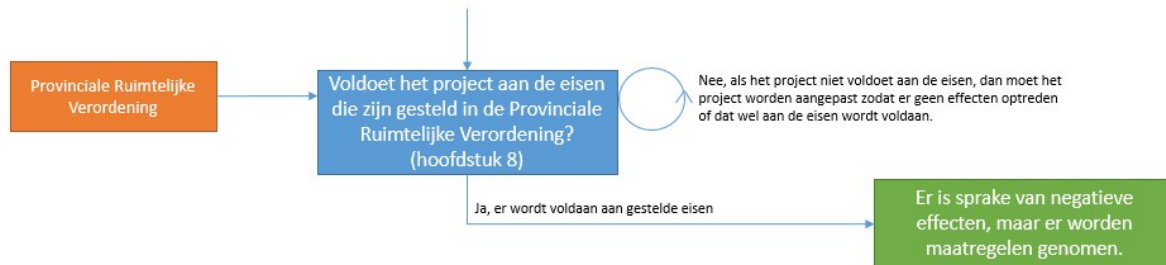 Provinciale Ruimtelijke
Verordening
Voldoet het project aan de eisen
die zijn gesteld in de Provinciale
Ruimtelijke Verordening?
(hoofdstuk 8)
Nee, als het project niet voldoet aan de eisen, dan moet het
project worden aangepast zodat er geen effecten optreden
of dat wel aan de eisen wordt voldaan.
Ja, er wordt voldaan aan gestelde eisen
Er is sprake van negatieve
effecten, maar er worden
maatregelen genomen.